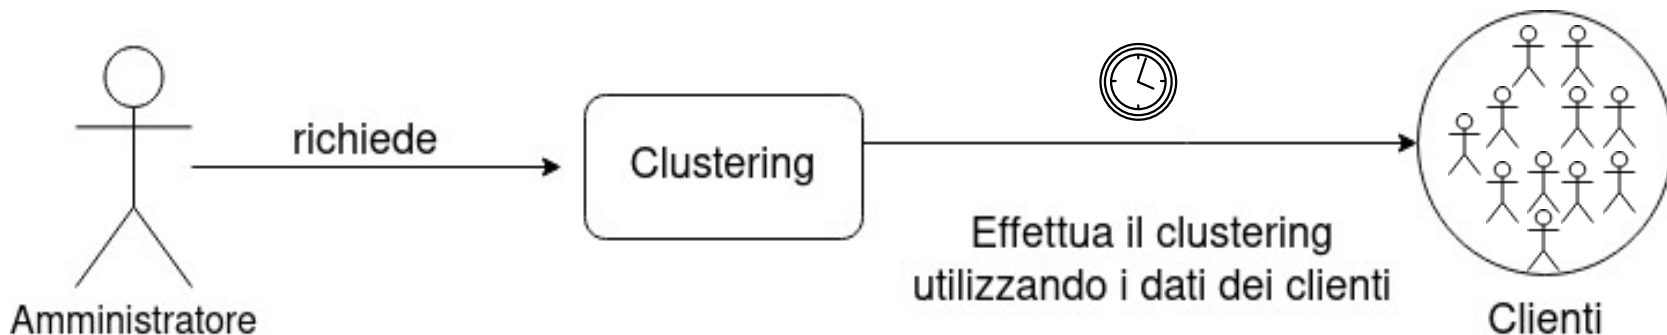 richiede
Clustering
Effettua il clustering
utilizzando i dati dei clienti
Amministratore
Clienti